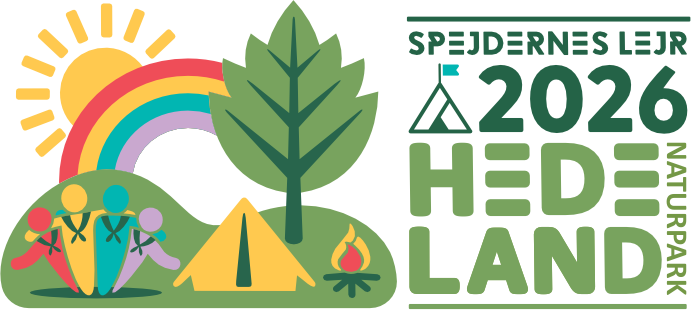 SPEJDERNES LEJR
2026
HEDE
LAND
NATURPARK